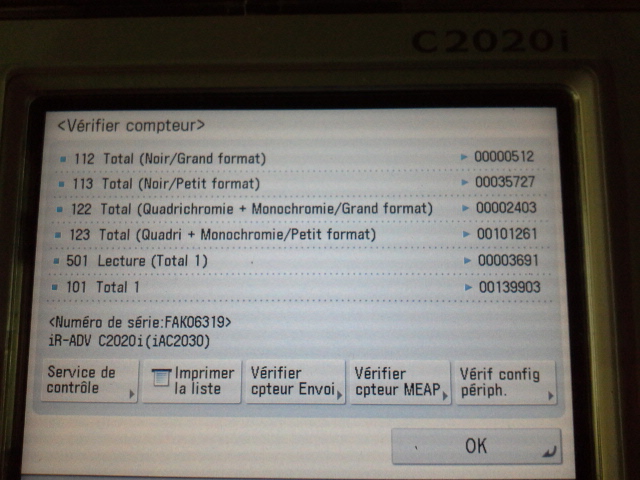 C2020i
<Vérifier compteur>
112 Total (Noir/Grand format) 00000512
113 Total (Noir/Petit format) 00035727
122 Total (Quadrichromie + Monochromie/Grand format) 00002403
123 Total (Quadri + Monochromie/Petit format) 00101261
501 Lecture (Total 1) 00003691
101 Total 1 00139903
<Numéro de série:FAK06319>
iR-ADV C2020i(iAC2030)
Service de contrôle
Imprimer la liste
Vérifier cpteur Envoi
Vérifier cpteur MEAP
Vérif config périph.
OK